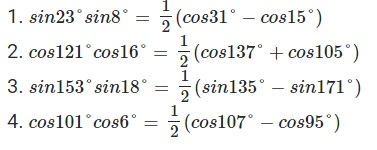 1. sin23°sin8° = 1/2 (cos31° − cos15°)
2. cos121°cos16° = 1/2 (cos137° + cos105°)
3. sin153°sin18° = 1/2 (sin135° − sin171°)
4. cos101°cos6° = 1/2 (cos107° − cos95°)